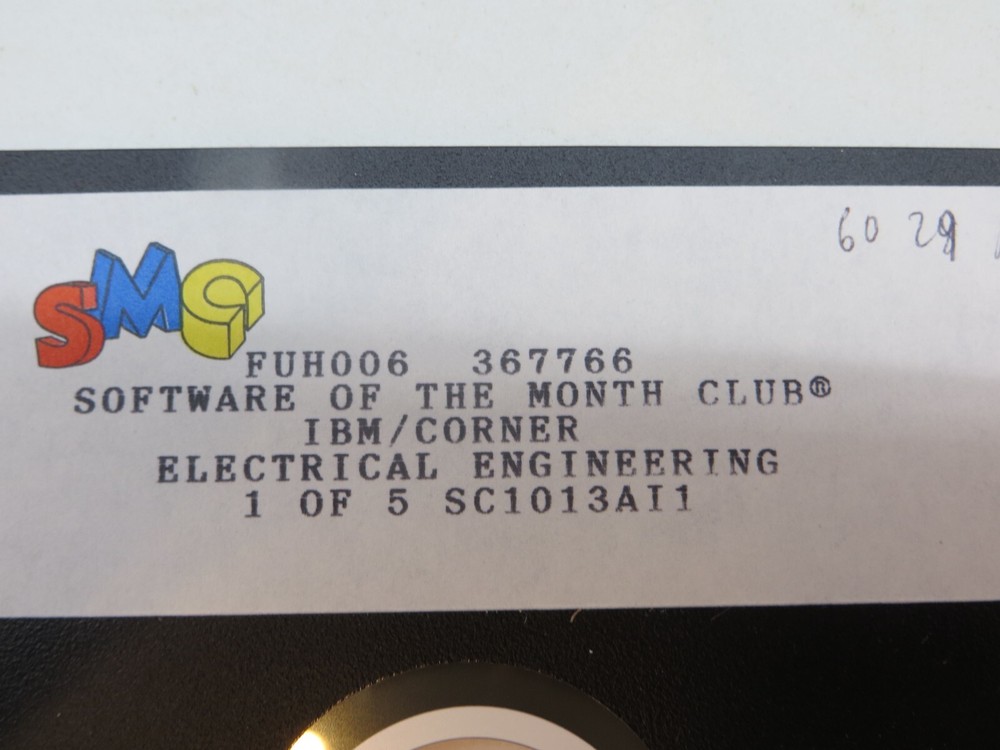 60 29
SMC
FUH006 367766
SOFTWARE OF THE MONTH CLUB®
IBM/CORNER
ELECTRICAL ENGINEERING
1 OF 5 SC1013AI1